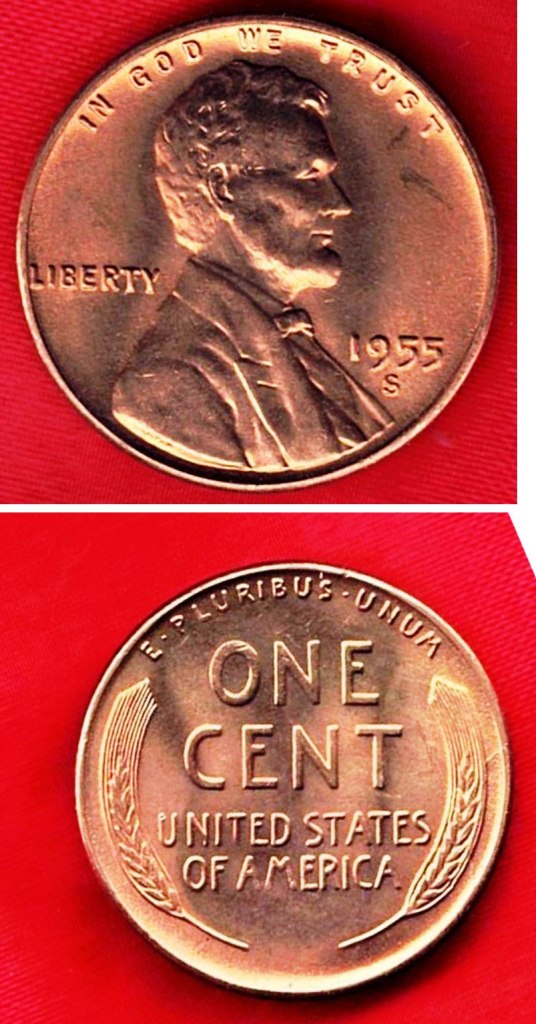 IN GOD WE TRUST
LIBERTY
1955
S
E·PLURIBUS·UNUM
ONE
CENT
UNITED STATES
OF AMERICA